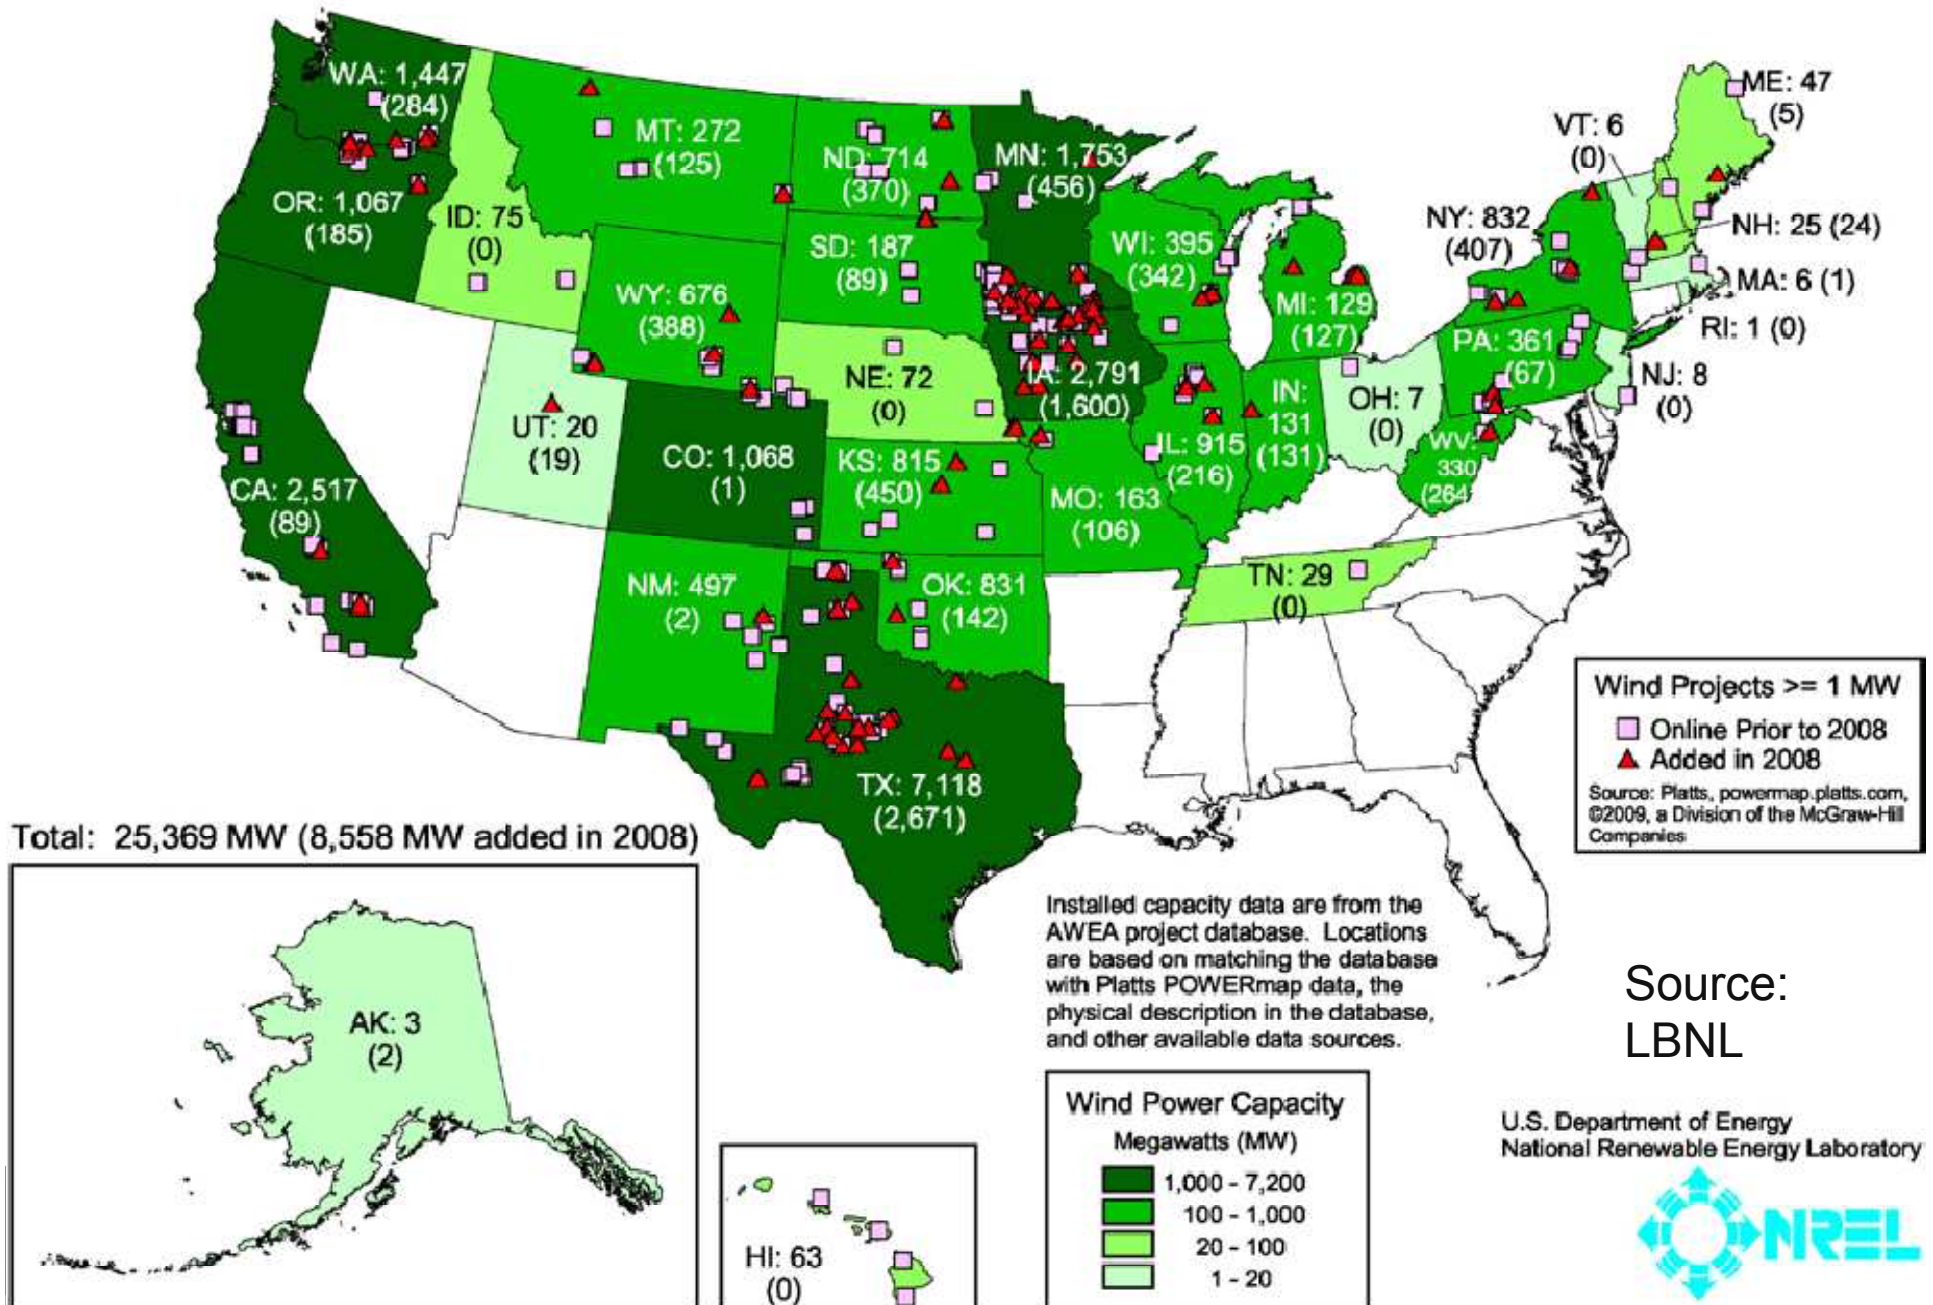 WA: 1,447
(284)
MT: 272
(125)
ND: 714
(370)
MN: 1,753
(456)
ME: 47
(5)
VT: 6
(0)
OR: 1,067
(185)
ID: 75
(0)
SD: 187
(89)
WI: 395
(342)
NY: 832
(407)
NH: 25 (24)
MA: 6 (1)
RI: 1 (0)
WY: 676
(388)
MI: 129
(127)
PA: 361
(67)
NJ: 8
(0)
NE: 72
(0)
IA: 2,791
(1,600)
IN:
131
(131)
OH: 7
(0)
UT: 20
(19)
CO: 1,068
(1)
KS: 815
(450)
IL: 915
(216)
WV:
330
(264
CA: 2,517
(89)
MO: 163
(106)
NM: 497
(2)
OK: 831
(142)
TN: 29
(0)
TX: 7,118
(2,671)
Wind Projects >= 1 MW
Online Prior to 2008
Added in 2008
Source: Platts, powermap.platts.com,
©2009, a Division of the McGraw-Hill
Companies
Total: 25,369 MW (8,558 MW added in 2008)
AK: 3
(2)
HI: 63
(0)
Installed capacity data are from the
AWEA project database. Locations
are based on matching the database
with Platts POWERmap data, the
physical description in the database,
and other available data sources.
Source:
LBNL
Wind Power Capacity
Megawatts (MW)
1,000 - 7,200
100 - 1,000
20 - 100
1 - 20
U.S. Department of Energy
National Renewable Energy Laboratory
NREL